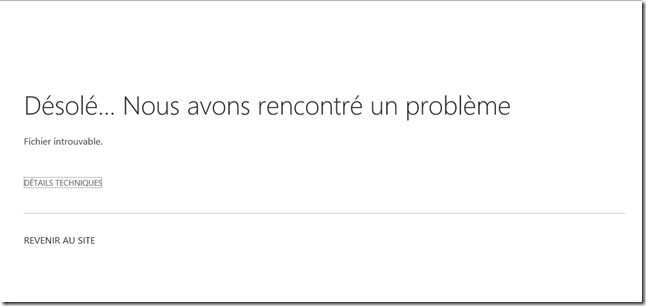 Désolé... Nous avons rencontré un problème
Fichier introuvable.
DÉTAILS TECHNIQUES
REVENIR AU SITE